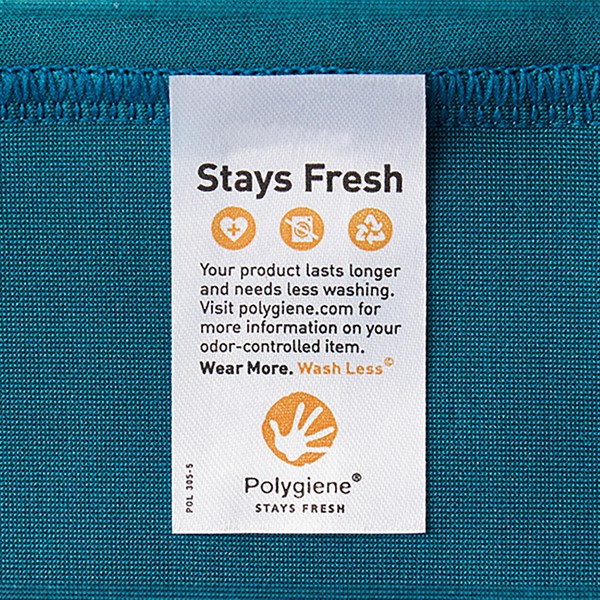 Stays Fresh
Your product lasts longer
and needs less washing.
Visit polygiene.com for
more information on your
odor-controlled item.
Wear More. Wash Less©
Polygiene®
STAYS FRESH
POL 305-5